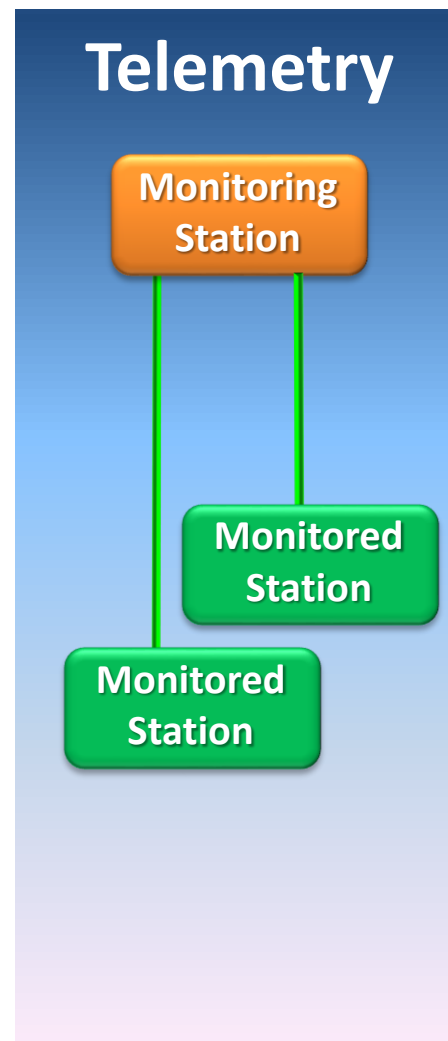 Telemetry
Monitoring
Station
Monitored
Station
Monitored
Station